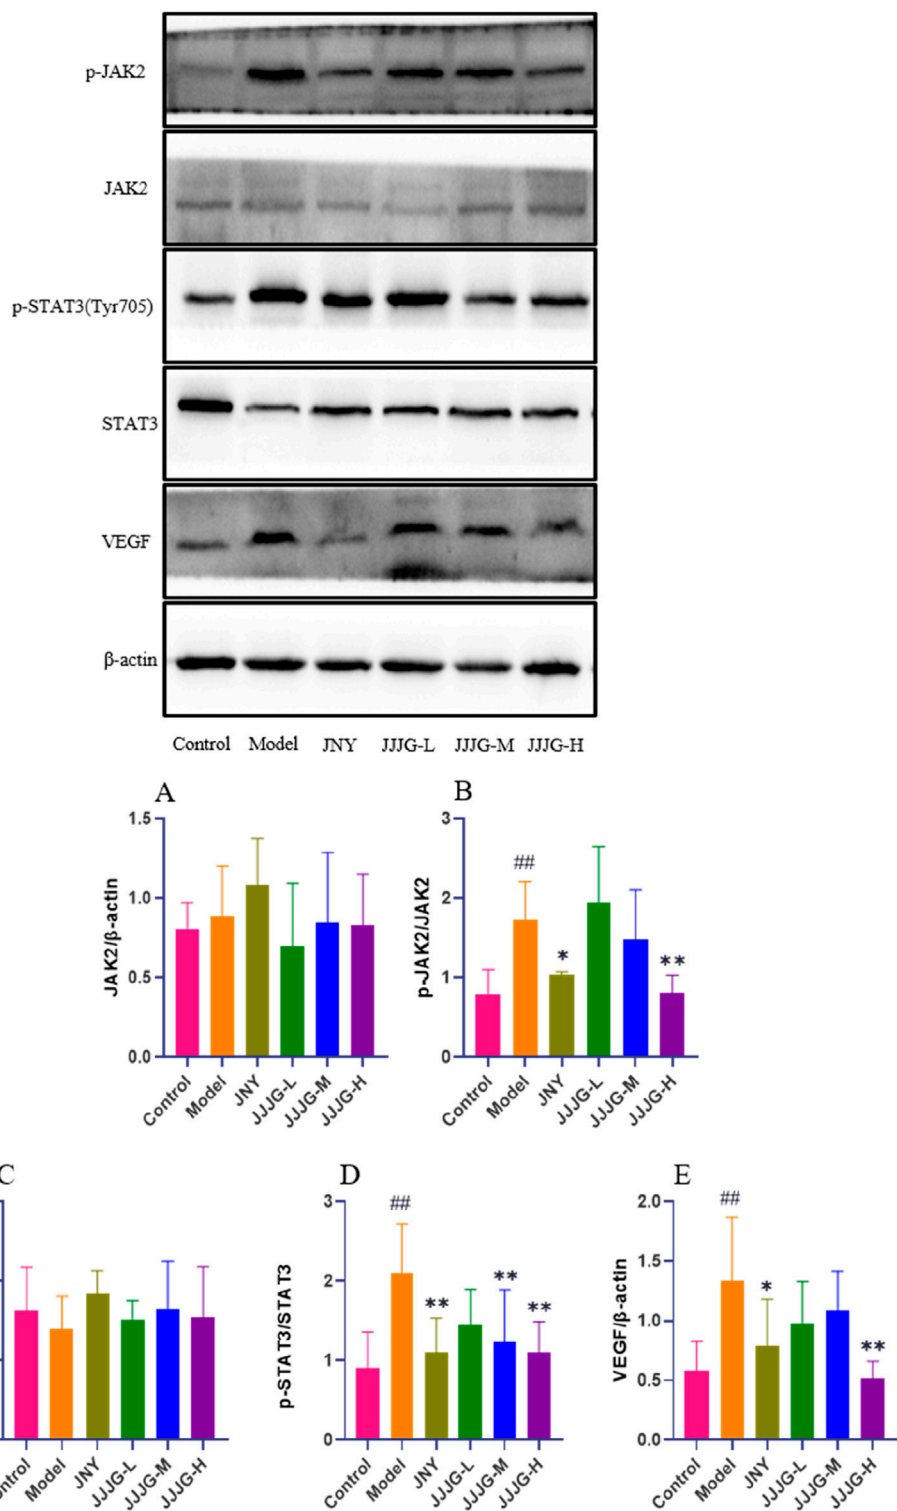 p-JAK2
JAK2
p-STAT3(Tyr705)
STAT3
VEGF
β-actin
Control Model JNY JJJG-L JJJG-M JJJG-H
A
JAK2/β-actin
1.5
1.0
0.5
0.0
Control Model JNY JJJG-L JJJG-M JJJG-H
B
p-JAK2/JAK2
3
2
1
0
##
*
**
Control Model JNY JJJG-L JJJG-M JJJG-H
C
ontrol Model JNY JJJG-L JJJG-M JJJG-H
D
p-STAT3/STAT3
3
2
1
0
##
**
**
**
Control Model JNY JJJG-L JJJG-M JJJG-H
E
VEGF/β-actin
2.0
1.5
1.0
0.5
0.0
##
*
**
Control Model JNY JJJG-L JJJG-M JJJG-H